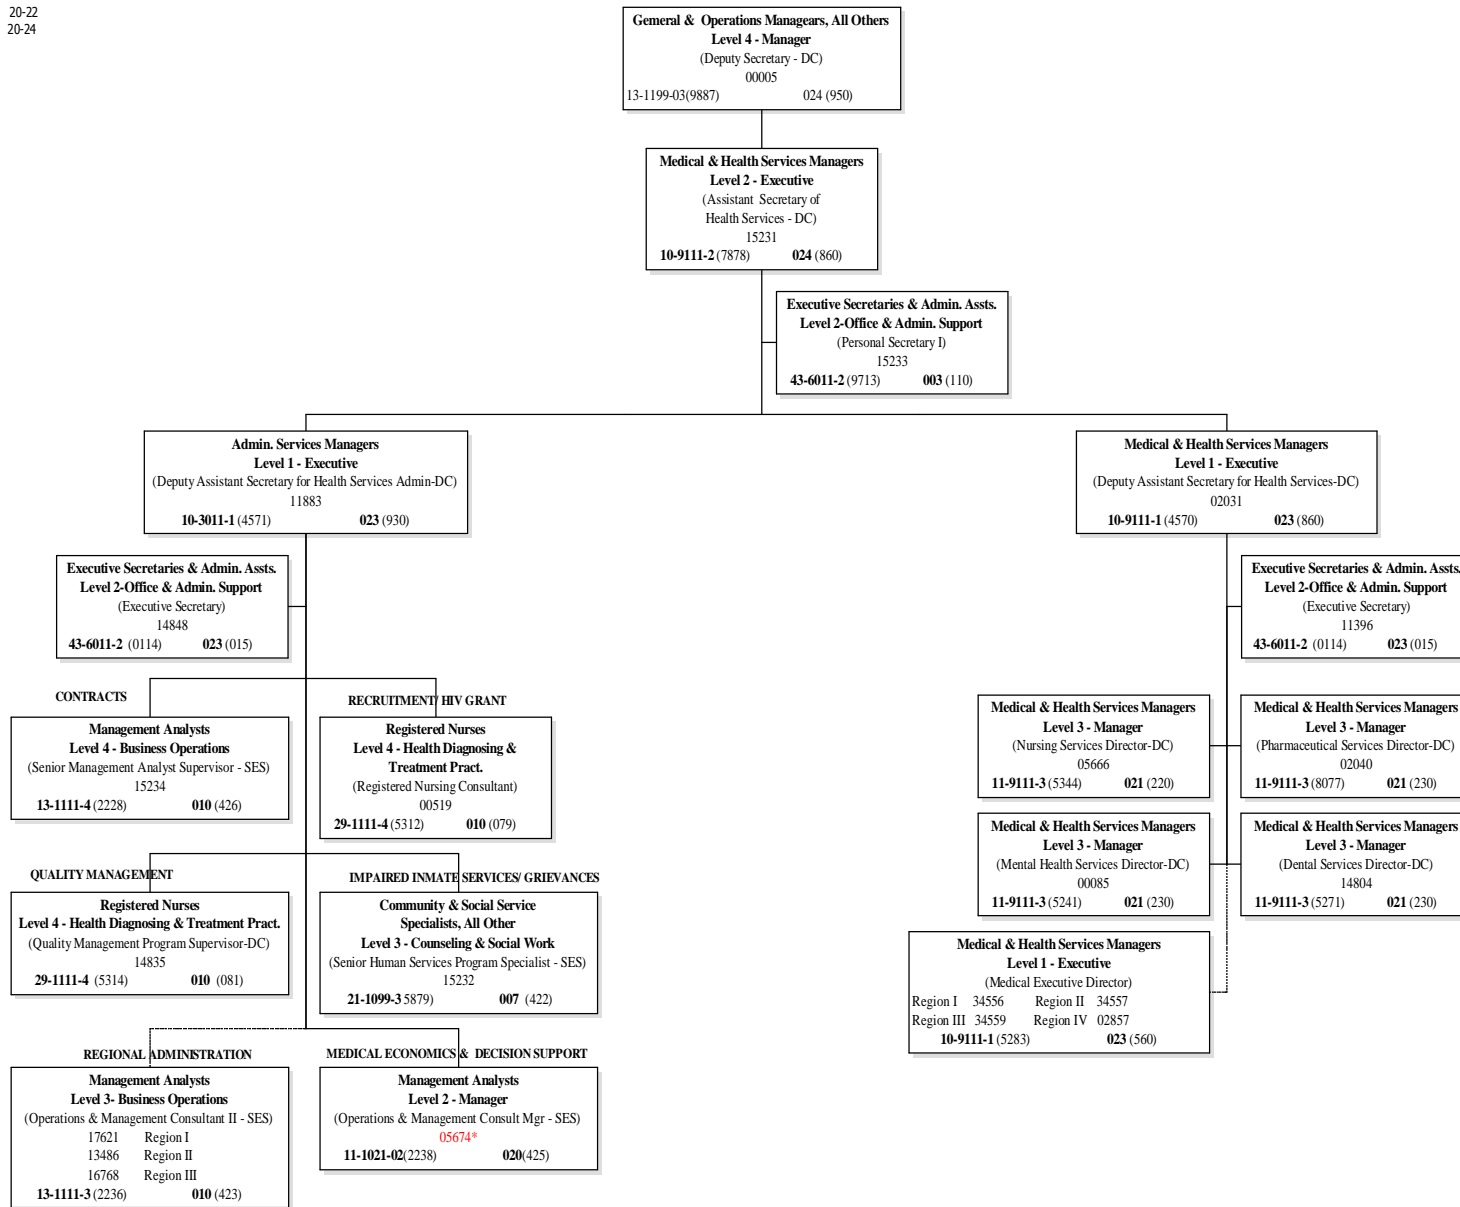 20-22
20-24
Gemeral & Operations Managears, All Others
Level 4 - Manager
(Deputy Secretary - DC)
00005
13-1199-03(9887) 024 (950)
Medical & Health Services Managers
Level 2 - Executive
(Assistant Secretary of
Health Services - DC)
15231
10-9111-2 (7878) 024 (860)
Executive Secretaries & Admin. Assts.
Level 2-Office & Admin. Support
(Personal Secretary I)
15233
43-6011-2 (9713) 003 (110)
Admin. Services Managers
Level 1 - Executive
(Deputy Assistant Secretary for Health Services Admin-DC)
11883
10-3011-1 (4571) 023 (930)
Medical & Health Services Managers
Level 1 - Executive
(Deputy Assistant Secretary for Health Services-DC)
02031
10-9111-1 (4570) 023 (860)
Executive Secretaries & Admin. Assts.
Level 2-Office & Admin. Support
(Executive Secretary)
14848
43-6011-2 (0114) 023 (015)
Executive Secretaries & Admin. Assts.
Level 2-Office & Admin. Support
(Executive Secretary)
11396
43-6011-2 (0114) 023 (015)
CONTRACTS
Management Analysts
Level 4 - Business Operations
(Senior Management Analyst Supervisor - SES)
15234
13-1111-4 (2228) 010 (426)
RECRUITMENT/ HIV GRANT
Registered Nurses
Level 4 - Health Diagnosing &
Treatment Pract.
(Registered Nursing Consultant)
00519
29-1111-4 (5312) 010 (079)
Medical & Health Services Managers
Level 3 - Manager
(Nursing Services Director-DC)
05666
11-9111-3 (5344) 021 (220)
Medical & Health Services Managers
Level 3 - Manager
(Pharmaceutical Services Director-DC)
02040
11-9111-3 (8077) 021 (230)
Medical & Health Services Managers
Level 3 - Manager
(Mental Health Services Director-DC)
00085
11-9111-3 (5241) 021 (230)
Medical & Health Services Managers
Level 3 - Manager
(Dental Services Director-DC)
14804
11-9111-3 (5271) 021 (230)
QUALITY MANAGEMENT
Registered Nurses
Level 4 - Health Diagnosing & Treatment Pract.
(Quality Management Program Supervisor-DC)
14835
29-1111-4 (5314) 010 (081)
IMPAIRED INMATE SERVICES/ GRIEVANCES
Community & Social Service
Specialists, All Other
Level 3 - Counseling & Social Work
(Senior Human Services Program Specialist - SES)
15232
21-1099-3 5879) 007 (422)
Medical & Health Services Managers
Level 1 - Executive
(Medical Executive Director)
Region I 34556 Region II 34557
Region III 34559 Region IV 02857
10-9111-1 (5283) 023 (560)
REGIONAL ADMINISTRATION
Management Analysts
Level 3- Business Operations
(Operations & Management Consultant II - SES)
17621 Region I
13486 Region II
16768 Region III
13-1111-3 (2236) 010 (423)
MEDICAL ECONOMICS & DECISION SUPPORT
Management Analysts
Level 2 - Manager
(Operations & Management Consult Mgr - SES)
05674*
11-1021-02(2238) 020(425)